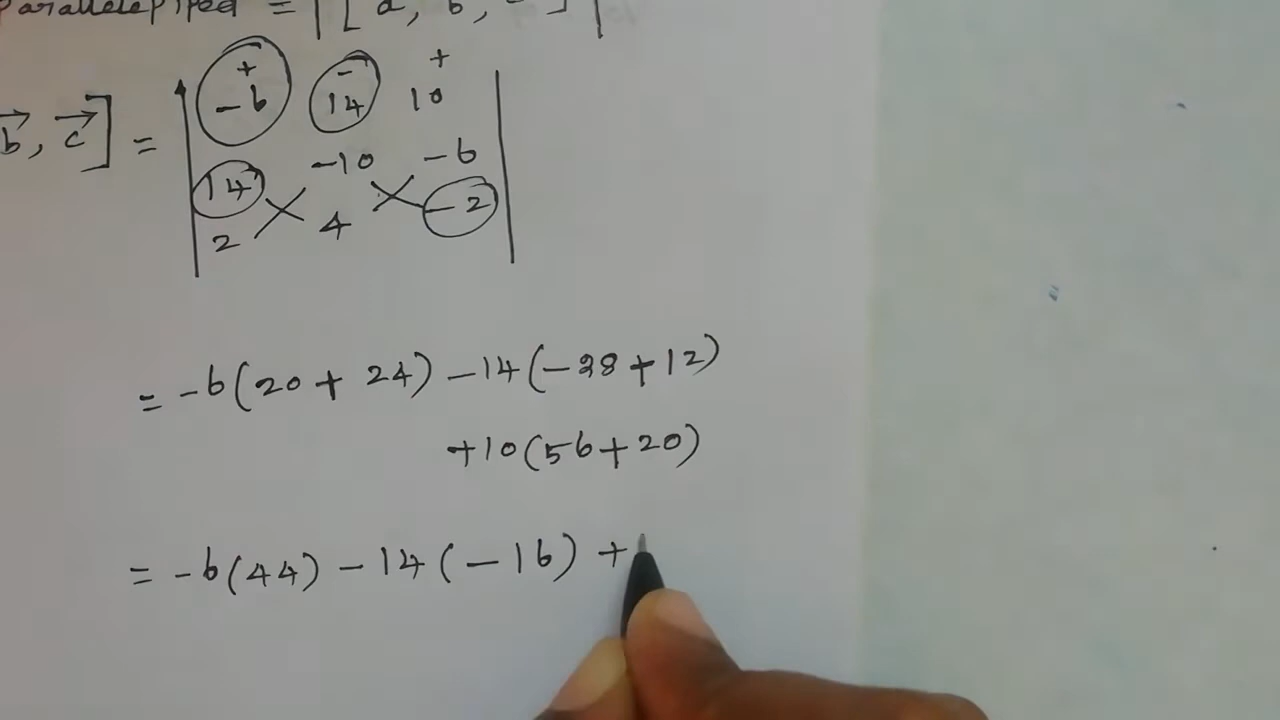 Parallelepiped = |[a, b,
b, c] = | -6 14 10
14 -10 -6
2 4 -2 |
= -6(20 + 24) -14(-28 + 12)
+10(56+20)
= -6(44) - 14(-16) +